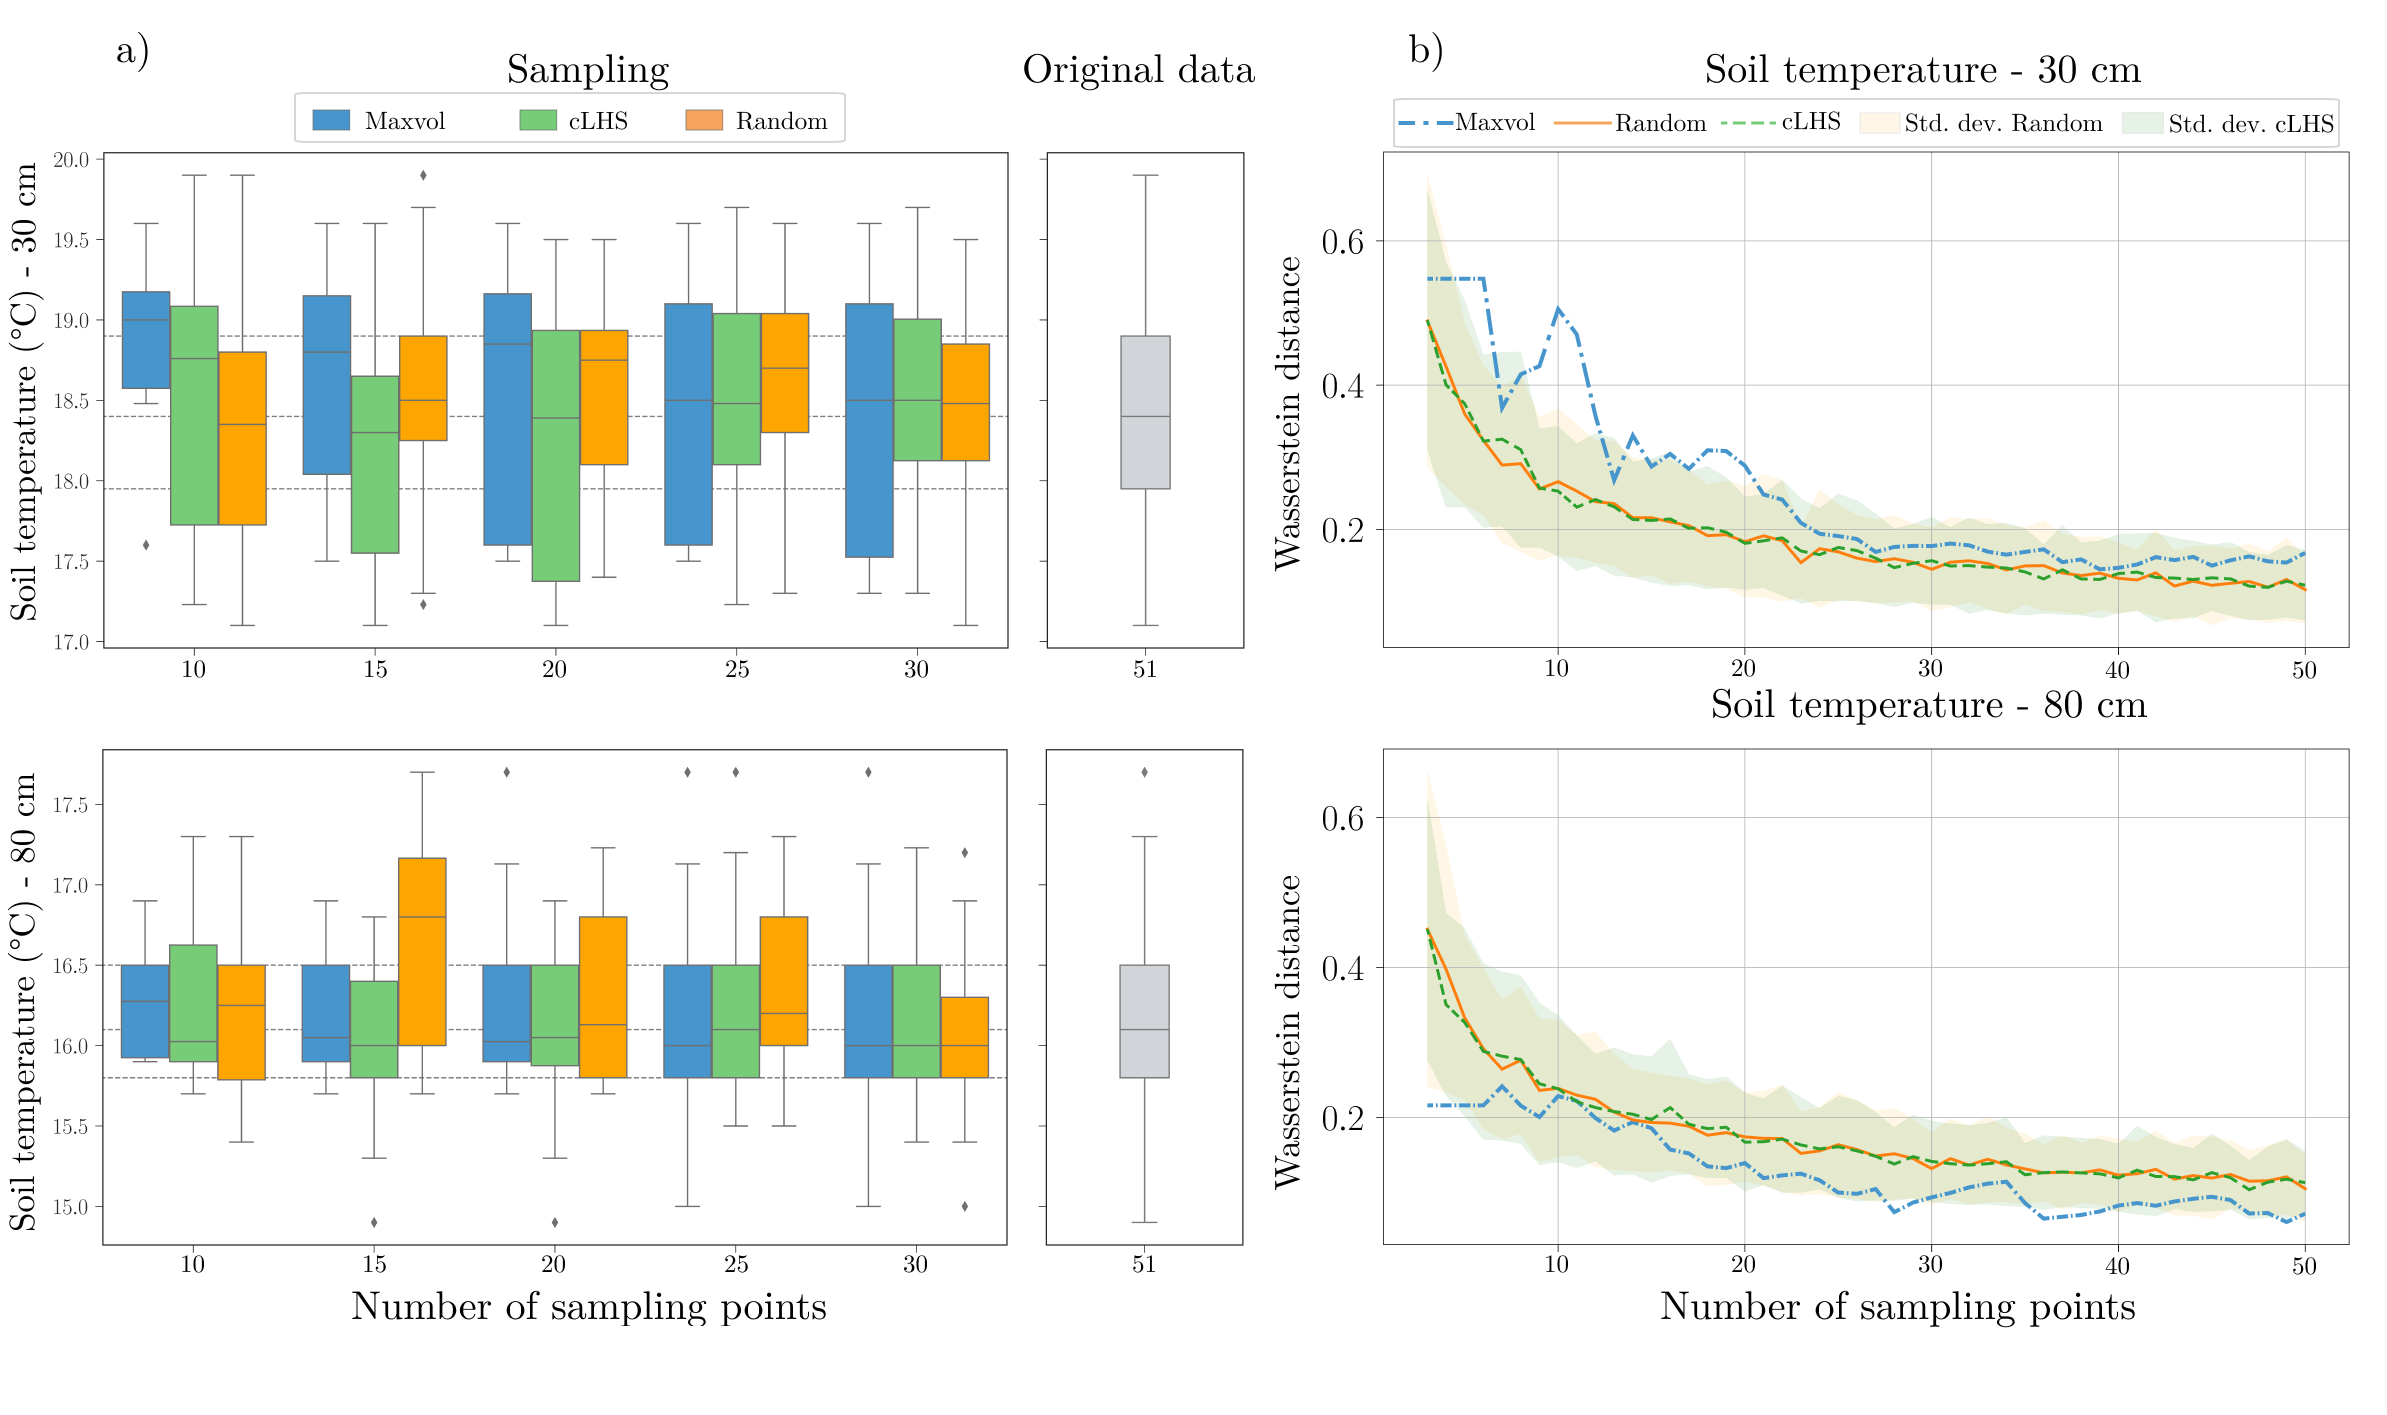 a)
Sampling
Original data
Maxvol cLHS Random
Soil temperature (°C) - 30 cm
20.0
19.5
19.0
18.5
18.0
17.5
17.0
10 15 20 25 30
51
Soil temperature (°C) - 80 cm
17.5
17.0
16.5
16.0
15.5
15.0
10 15 20 25 30
51
Number of sampling points
b)
Soil temperature - 30 cm
Maxvol Random cLHS Std. dev. Random Std. dev. cLHS
Wasserstein distance
0.6
0.4
0.2
10 20 30 40 50
Soil temperature - 80 cm
Wasserstein distance
0.6
0.4
0.2
10 20 30 40 50
Number of sampling points